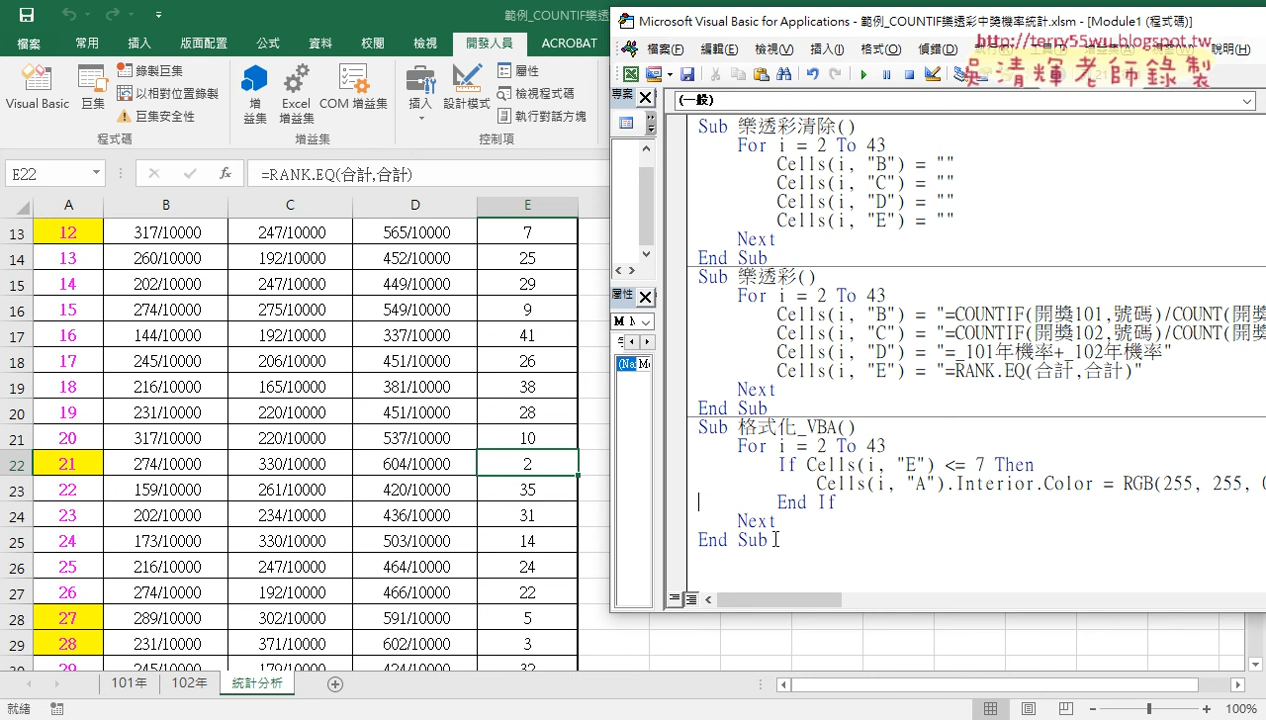 範例_COUNTIF樂透
檔案 常用 插入 版面配置 公式 資料 校閱 檢視 開發人員 ACROBAT
Visual Basic 巨集 錄製巨集 以相對位置錄製 巨集安全性
程式碼
增益集 Excel 增益集 COM 增益集
增益集
插入 設計模式 屬性 檢視程式碼 執行對話方塊
控制項
E22 fx =RANK.EQ(合計,合計)
A B C D E
13 12 317/10000 247/10000 565/10000 7
14 13 260/10000 192/10000 452/10000 25
15 14 202/10000 247/10000 449/10000 29
16 15 274/10000 275/10000 549/10000 9
17 16 144/10000 192/10000 337/10000 41
18 17 245/10000 206/10000 451/10000 26
19 18 216/10000 165/10000 381/10000 38
20 19 231/10000 220/10000 451/10000 28
21 20 317/10000 220/10000 537/10000 10
22 21 274/10000 330/10000 604/10000 2
23 22 159/10000 261/10000 420/10000 35
24 23 202/10000 234/10000 436/10000 31
25 24 173/10000 330/10000 503/10000 14
26 25 216/10000 247/10000 464/10000 24
27 26 274/10000 192/10000 466/10000 22
28 27 289/10000 302/10000 591/10000 5
29 28 231/10000 371/10000 602/10000 3
29 245/10000 179/10000 424/10000 32
101年 102年 統計分析
就緒
100%
Microsoft Visual Basic for Applications - 範例_COUNTIF樂透彩中獎機率統計.xlsm - [Module1 (程式碼)]
檔案(F) 編輯(E) 檢視(V) 插入(I) 格式(O) 偵錯(D) 說明(H)
http://terry55wu.blogspot.tw
吳清輝老師錄製
專案
屬性
(一般)
Sub 樂透彩清除()
For i = 2 To 43
Cells(i, "B") = ""
Cells(i, "C") = ""
Cells(i, "D") = ""
Cells(i, "E") = ""
Next
End Sub
Sub 樂透彩()
For i = 2 To 43
Cells(i, "B") = "=COUNTIF(開獎101,號碼)/COUNT(開獎
Cells(i, "C") = "=COUNTIF(開獎102,號碼)/COUNT(開獎
Cells(i, "D") = "=_101年機率+_102年機率"
Cells(i, "E") = "=RANK.EQ(合計,合計)"
Next
End Sub
Sub 格式化_VBA()
For i = 2 To 43
If Cells(i, "E") <= 7 Then
Cells(i, "A").Interior.Color = RGB(255, 255, 0
End If
Next
End Sub